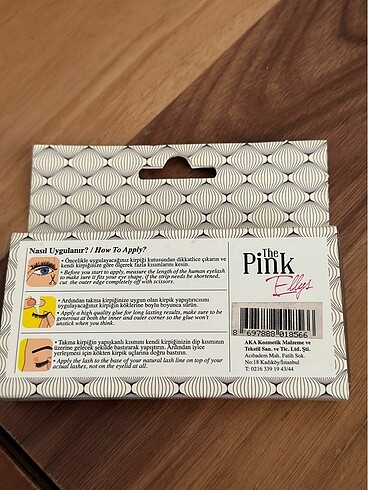 Nasıl Uygulanır? / How To Apply?
• Öncelikle uygulayacağınız kirpiği kutusundan dikkatlice çıkarın ve
kendi kirpiğinize göre ölçerek fazla kısımlarını kesin.
• Before you start to apply, measure the length of the human eyelash
to make sure it fits your eye shape, if the strip needs be shortened,
cut the outer edge completely off with scissors.
• Ardından takma kirpiğinize uygun olan kirpik yapıştırıcısını
uygulayacağınız kirpiğin köklerine boylu boyunca sürün.
• Apply a high quality glue for long lasting results, make sure to be
generous at both the inner and outer corner so the glue won't
unstick when you think.
• Takma kirpiğin yapışkanlı kısmını kendi kirpiğinizin dip kısmının
üzerine gelecek şekilde bastırarak yapıştırın. Ardından iyice
yerleşmesi için kökten kirpik uçlarına doğru bastırın.
• Apply the lash to the base of your natural lash line on top of your
actual lashes, not on the eyelid at all.
The
Pink
Ellys
8 697888 018566
AKA Kozmetik Malzeme ve
Tekstil San. ve Tic. Ltd. Şti.
Acıbadem Mah. Fatih Sok.
No:18 Kadıköy/İstanbul
T: 0216 339 19 43/44